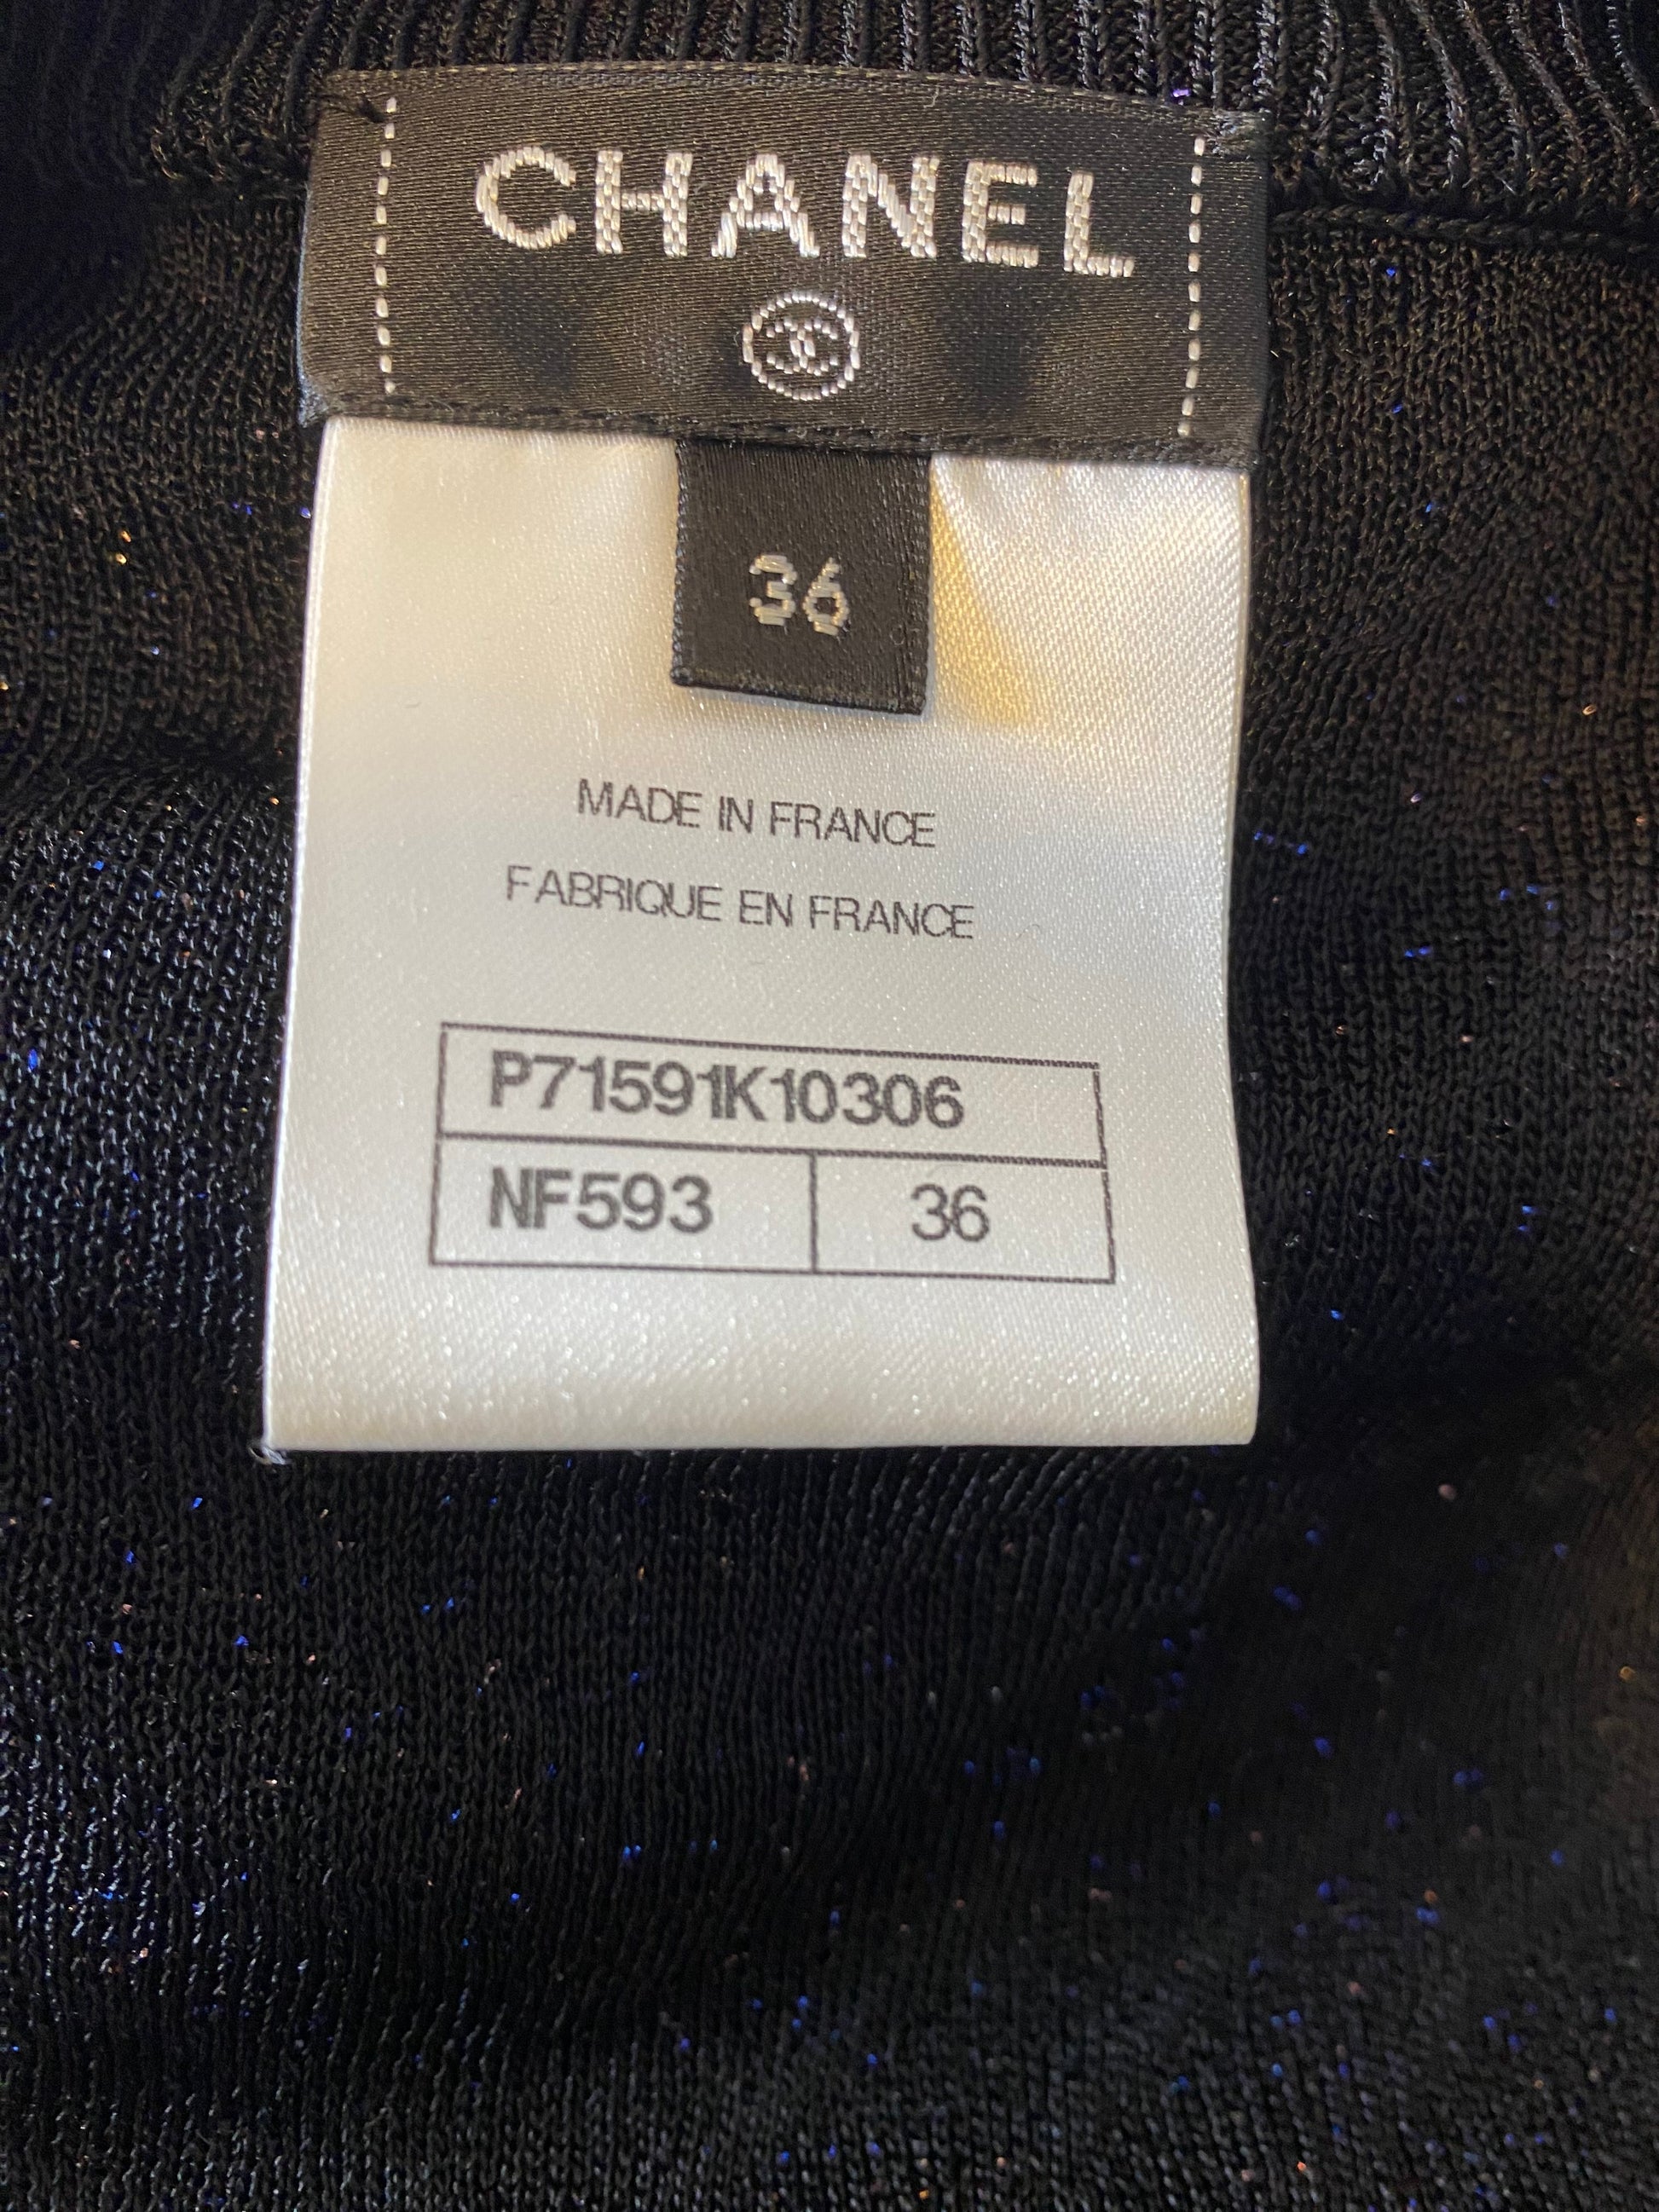 CHANEL
36
MADE IN FRANCE
FABRIQUE EN FRANCE
P71591K10306
NF593 36